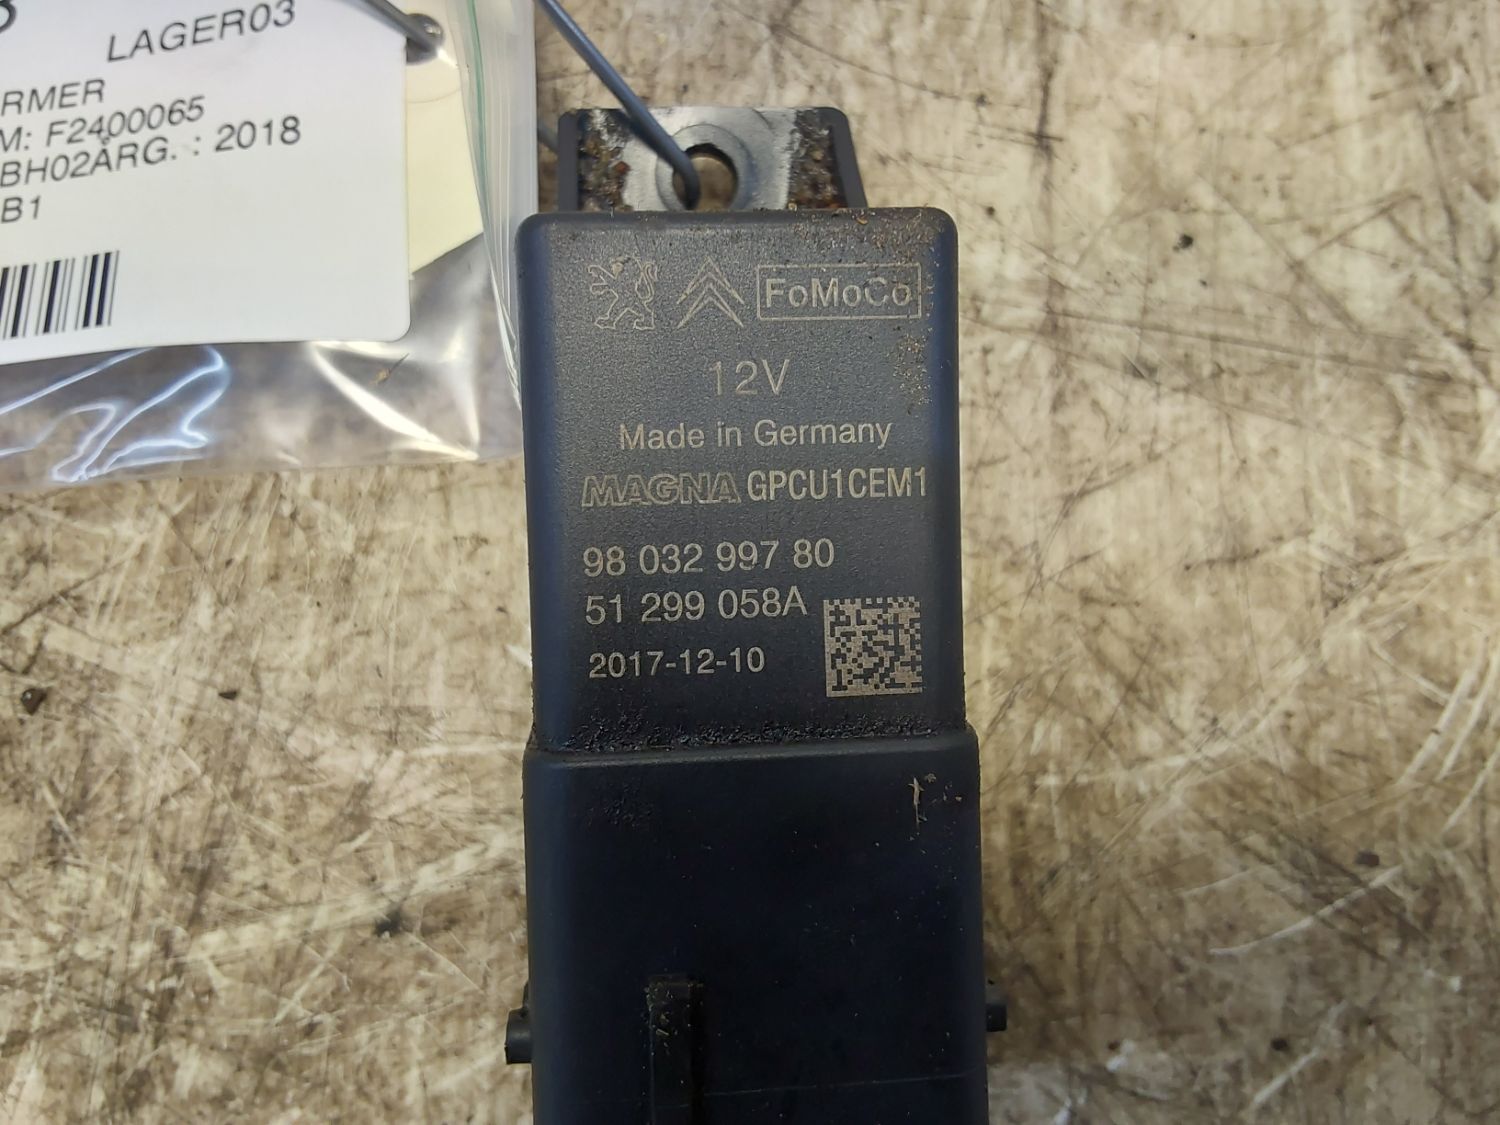 LAGER03
RMER
M: F2400065
BH02ÅRG. : 2018
B1
FoMoCo
12V
Made in Germany
MAGNA GPCU1CEM1
98 032 997 80
51 299 058A
2017-12-10